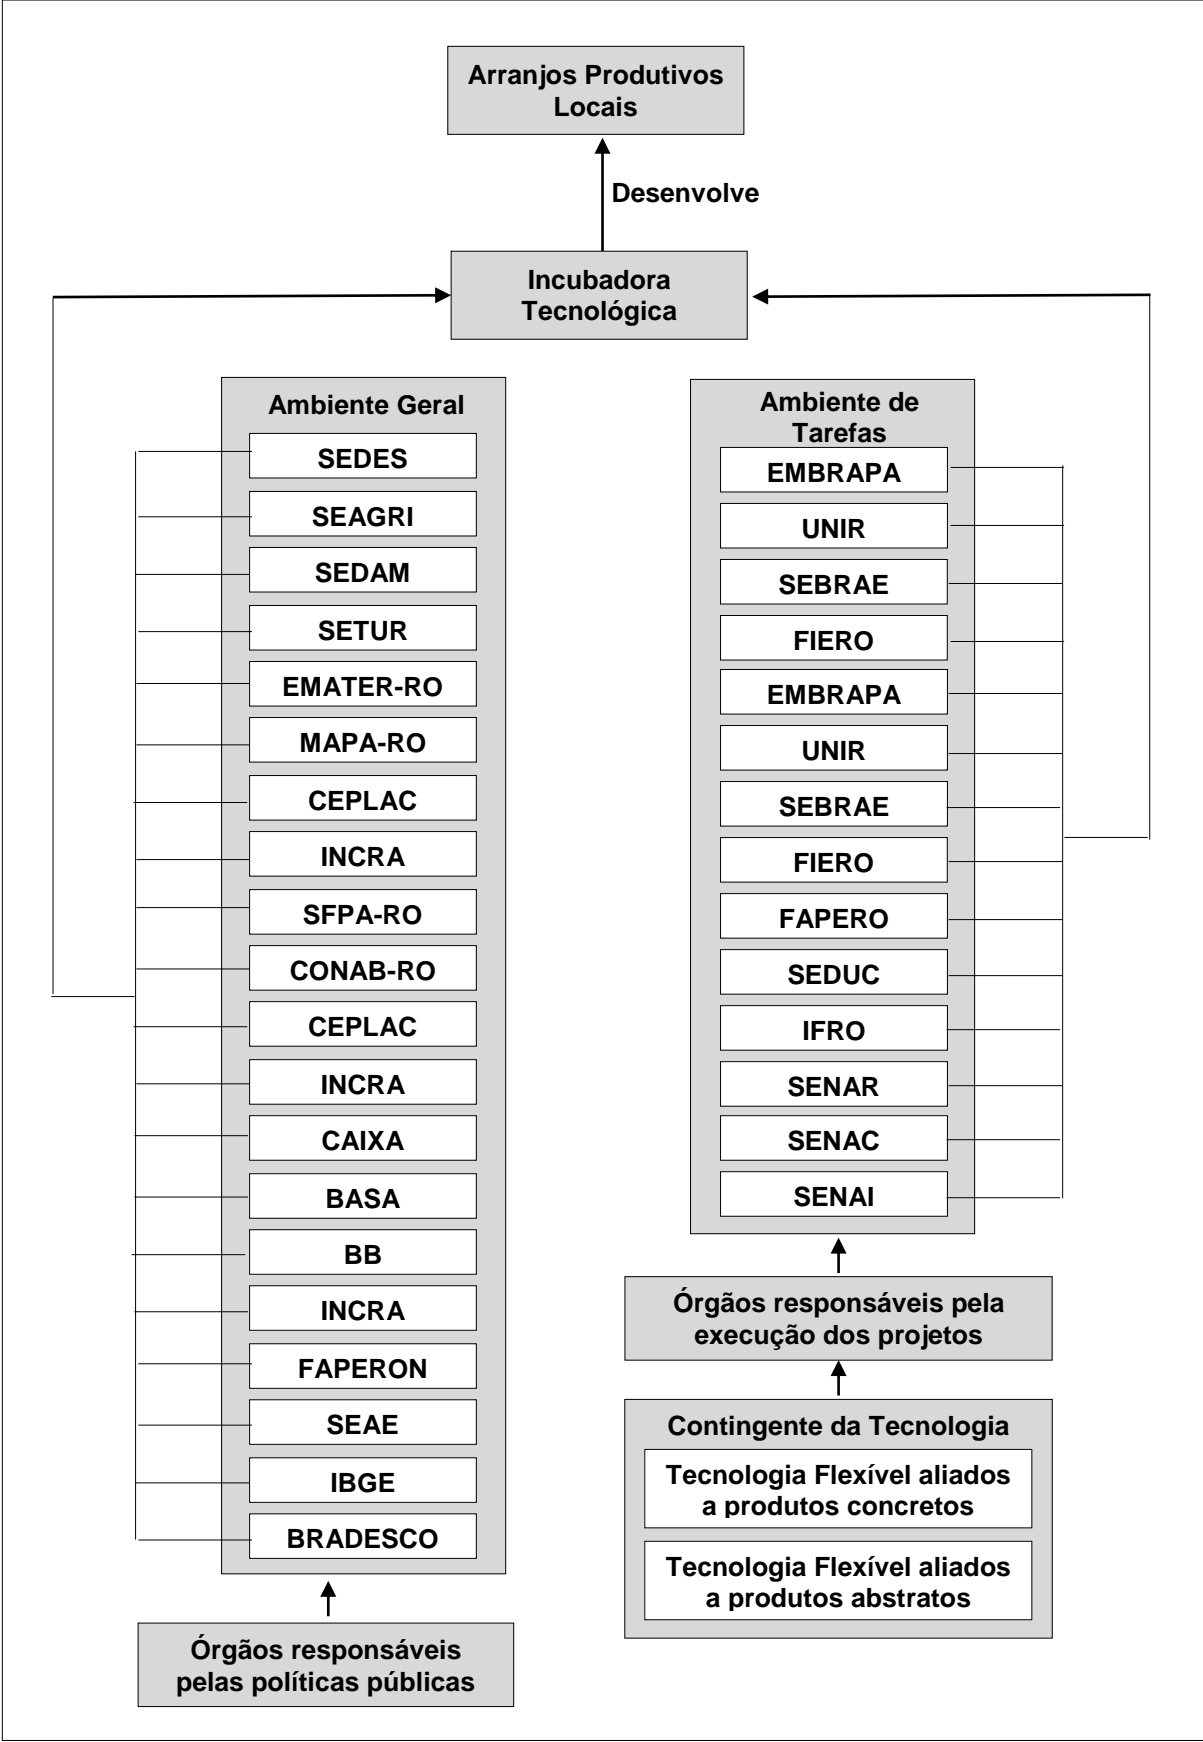 Arranjos Produtivos
Locais
Desenvolve
Incubadora
Tecnológica
Ambiente Geral
SEDES
SEAGRI
SEDAM
SETUR
EMATER-RO
MAPA-RO
CEPLAC
INCRA
SFPA-RO
CONAB-RO
CEPLAC
INCRA
CAIXA
BASA
BB
INCRA
FAPERON
SEAE
IBGE
BRADESCO
Órgãos responsáveis
pelas políticas públicas
Ambiente de
Tarefas
EMBRAPA
UNIR
SEBRAE
FIERO
EMBRAPA
UNIR
SEBRAE
FIERO
FAPERO
SEDUC
IFRO
SENAR
SENAC
SENAI
Órgãos responsáveis pela
execução dos projetos
Contingente da Tecnologia
Tecnologia Flexível aliados
a produtos concretos
Tecnologia Flexível aliados
a produtos abstratos